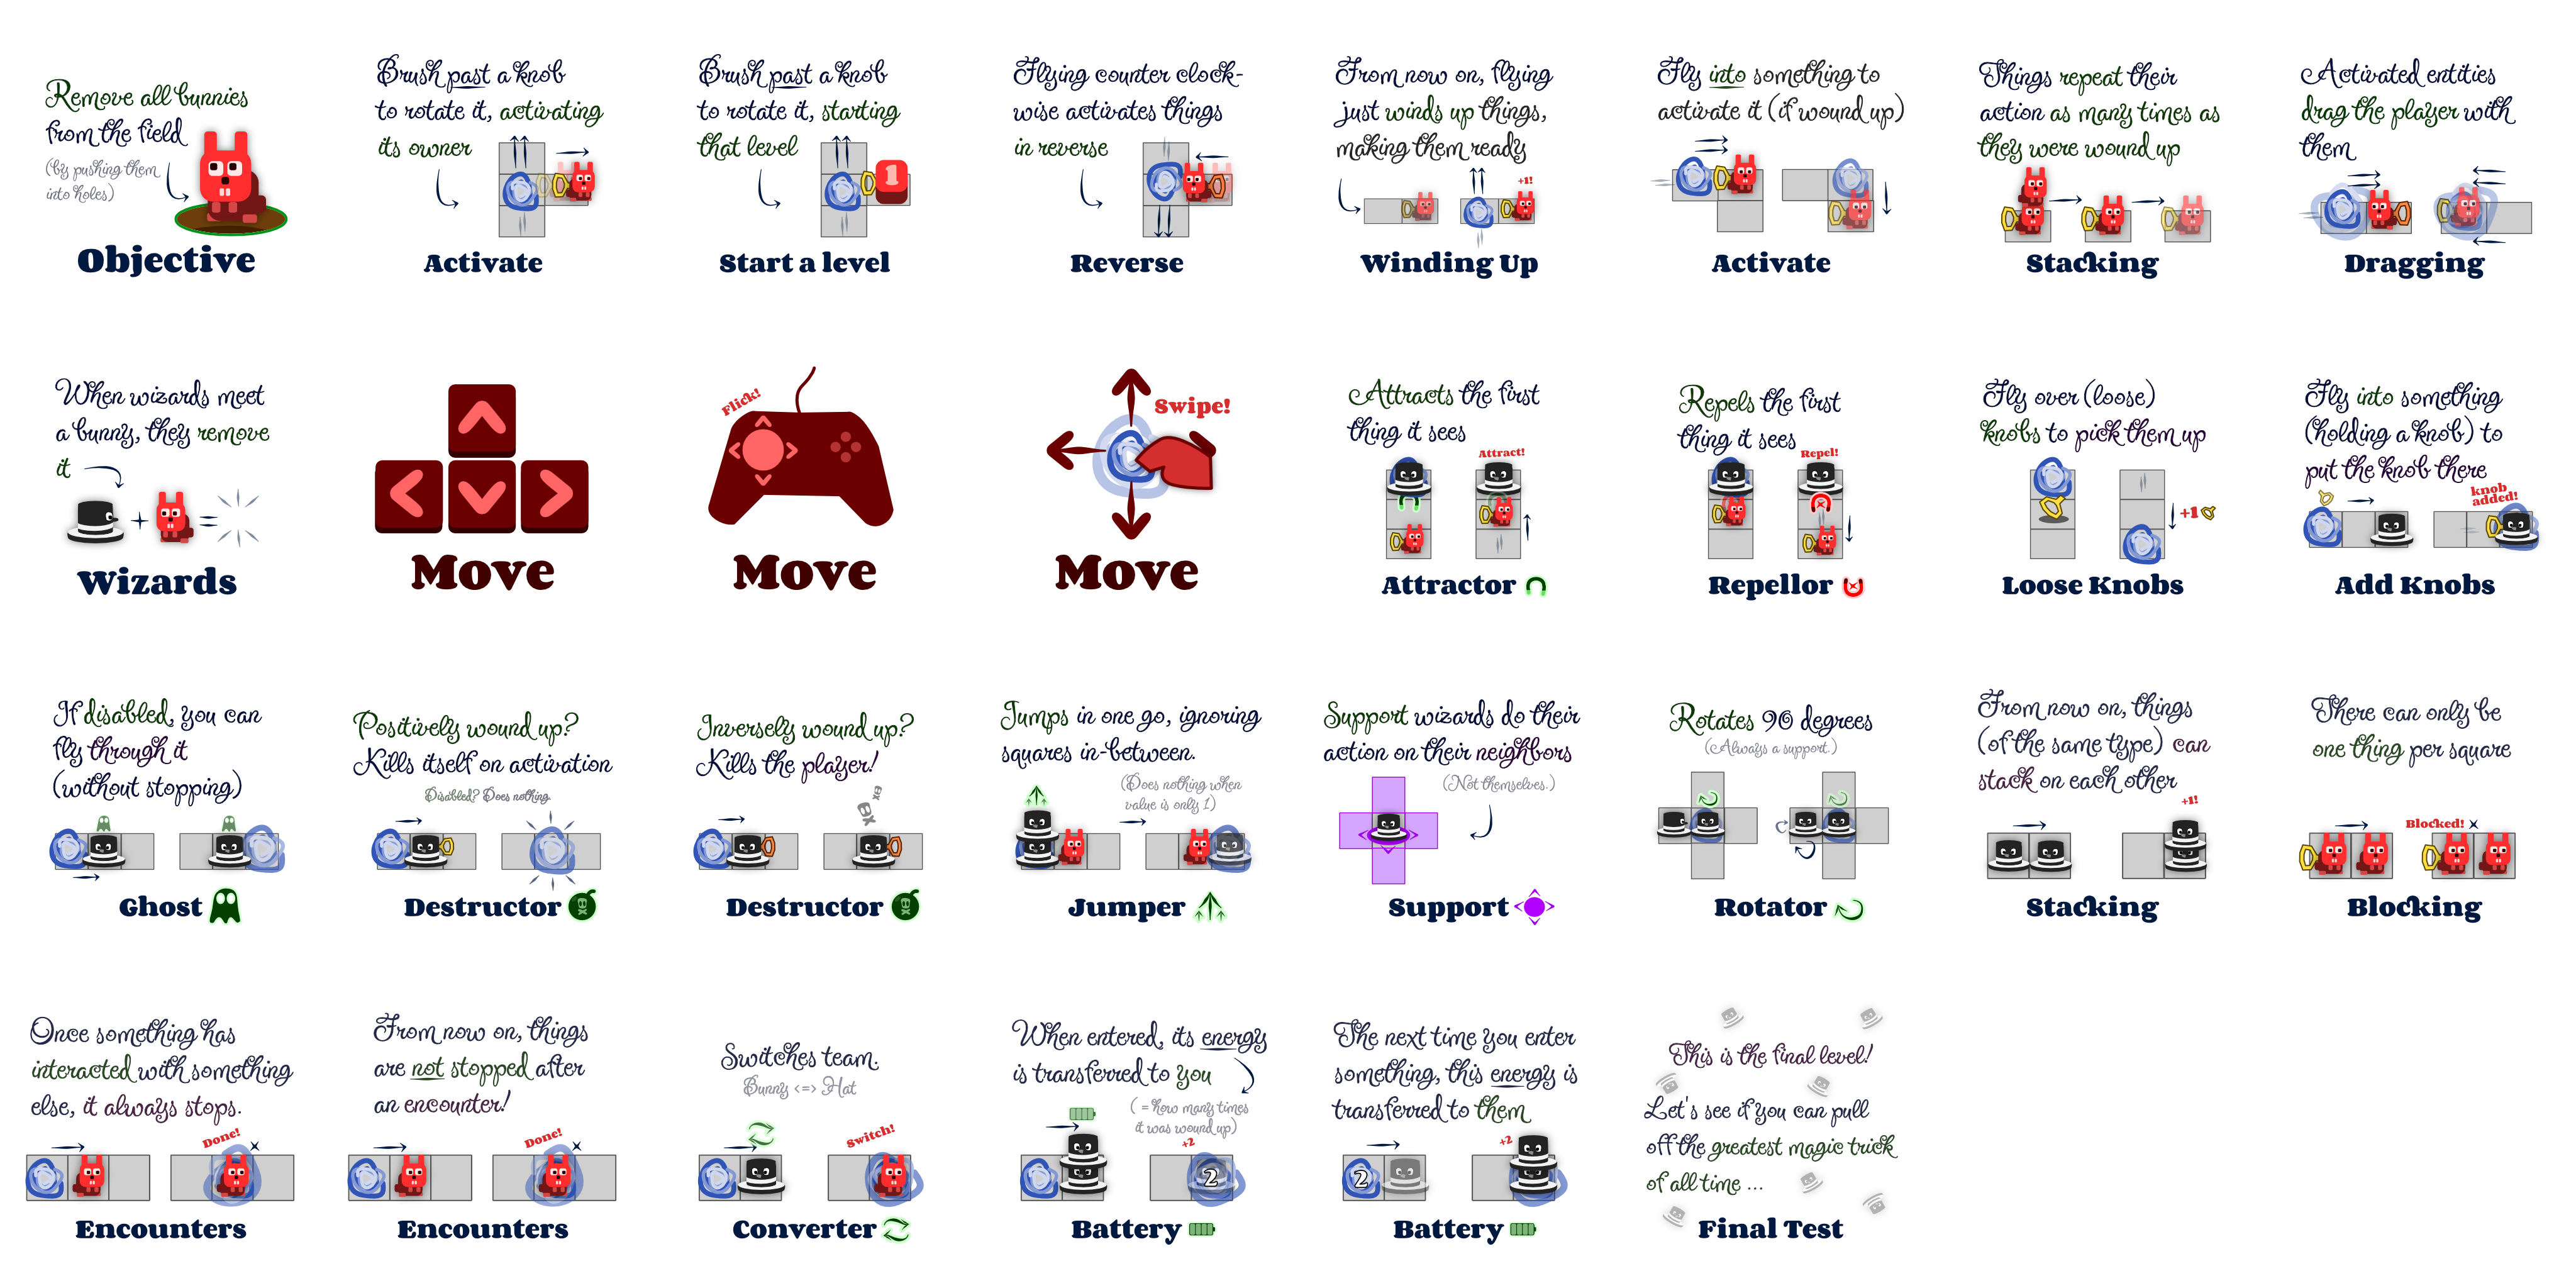 Remove all bunnies
from the field
(by pushing them
into holes)
Objective
Brush past a knob
to rotate it, activating
its owner
Activate
Brush past a knob
to rotate it, starting
that level
1
Start a level
Flying counter clock-
wise activates things
in reverse
Reverse
From now on, flying
just winds up things,
making them ready
+1!
Winding Up
Fly into something to
activate it (if wound up)
Activate
Things repeat their
action as many times as
they were wound up
Stacking
Activated entities
drag the player with
them
Dragging
When wizards meet
a bunny, they remove
it
+ =
Wizards
Move
Flick!
Move
Swipe!
Move
Attracts the first
thing it sees
Attract!
Attractor
Repels the first
thing it sees
Repel!
Repellor
Fly over (loose)
knobs to pick them up
+1
Loose Knobs
Fly into something
(holding a knob) to
put the knob there
knob
added!
Add Knobs
If disabled, you can
fly through it
(without stopping)
Ghost
Positively wound up?
Kills itself on activation
Disabled? Does nothing.
Destructor
Inversely wound up?
Kills the player!
Destructor
Jumps in one go, ignoring
squares in-between.
(Does nothing when
value is only 1)
Jumper
Support wizards do their
action on their neighbors
(Not themselves.)
Support
Rotates 90 degrees
(Always a support.)
Rotator
From now on, things
(of the same type) can
stack on each other
+1!
Stacking
There can only be
one thing per square
Blocked!
Blocking
Once something has
interacted with something
else, it always stops.
Done!
Encounters
From now on, things
are not stopped after
an encounter!
Done!
Encounters
Switches team.
Bunny <=> Hat
Switch!
Converter
When entered, its energy
is transferred to you
( = how many times
it was wound up)
+2
2
Battery
The next time you enter
something, this energy is
transferred to them
+2
2
Battery
This is the final level!
Let's see if you can pull
off the greatest magic trick
of all time ...
Final Test